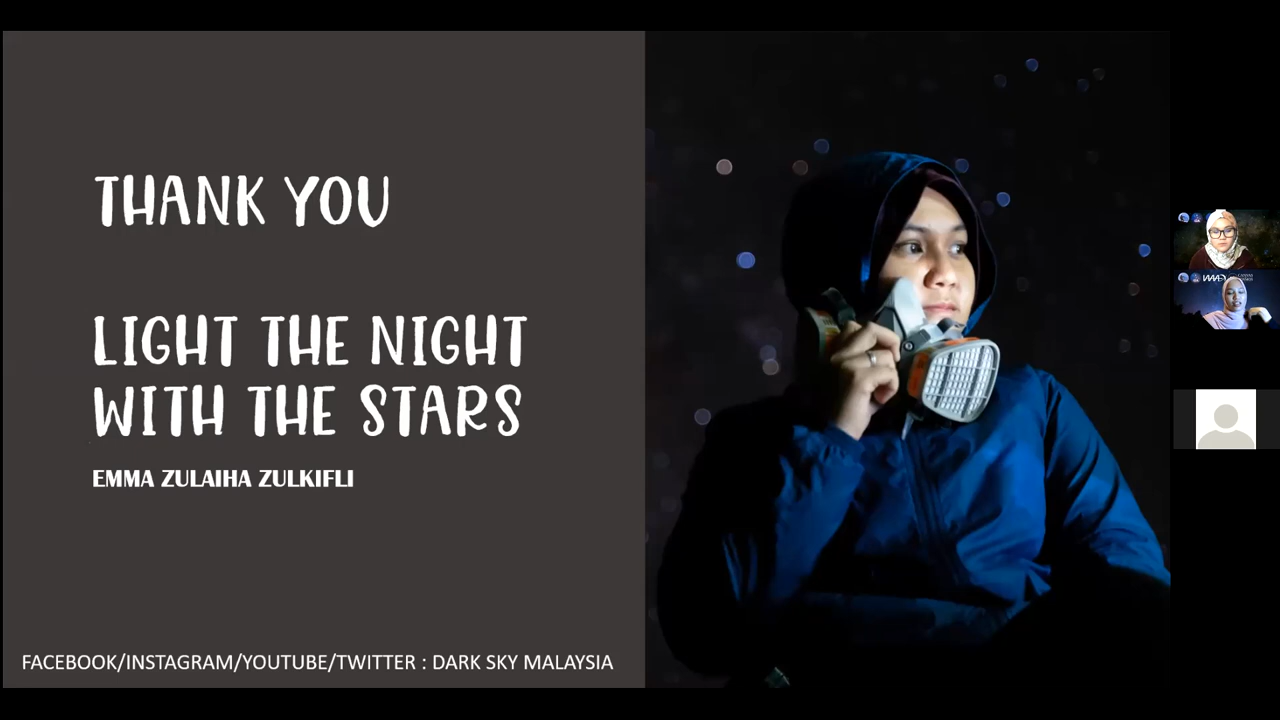 THANK YOU
LIGHT THE NIGHT
WITH THE STARS
EMMA ZULAIHA ZULKIFLI
FACEBOOK/INSTAGRAM/YOUTUBE/TWITTER : DARK SKY MALAYSIA